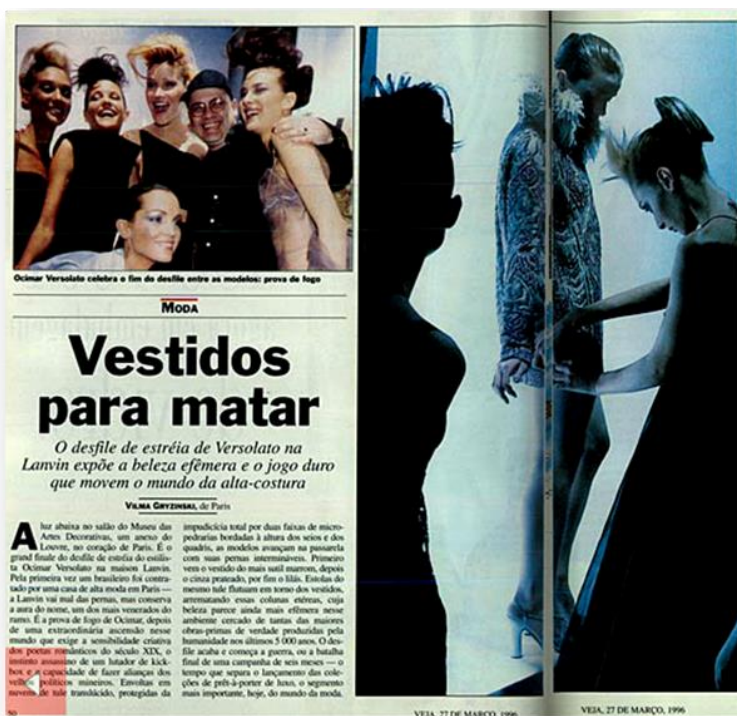 Ocimar Versolato celebra o fim do desfile entre as modelos: prova de fogo
MODA
Vestidos
para matar
O desfile de estréia de Versolato na
Lanvin expõe a beleza efêmera e o jogo duro
que movem o mundo da alta-costura
VILMA GRYZINSKI, de Paris
A luz abaixa no salão do Museu das
Artes Decorativas, um anexo do
Louvre, no coração de Paris. É o
grand finale do desfile de estréia do estilis-
ta Ocimar Versolato na maison Lanvin.
Pela primeira vez um brasileiro foi contra-
tado por uma casa de alta moda em Paris —
a Lanvin vai mal das pernas, mas conserva
a aura do nome, um dos mais venerados do
ramo. É a prova de fogo de Ocimar, depois
de uma extraordinária ascensão nesse
mundo que exige a sensibilidade criativa
dos poetas românticos do século XIX, o
instinto assassino de um lutador de kick-
box e a capacidade de fazer alianças dos
velhos políticos mineiros. Envoltas em
nuvens de tule translúcido, protegidas da
impudicícia total por duas faixas de micro-
pedrarias bordadas à altura dos seios e dos
quadris, as modelos avançam na passarela
com suas pernas intermináveis. Primeiro
vem o vestido do mais sutil marrom, depois
o cinza prateado, por fim o lilás. Estolas do
mesmo tule flutuam em torno dos vestidos,
arrematando essas colunas etéreas, cuja
beleza parece ainda mais efêmera nesse
ambiente cercado de tantas das maiores
obras-primas de verdade produzidas pela
humanidade nos últimos 5 000 anos. O des-
file acaba e começa a guerra, ou a batalha
final de uma campanha de seis meses — o
tempo que separa o lançamento das cole-
ções de prêt-à-porter de luxo, o segmento
mais importante, hoje, do mundo da moda.
50
VEJA, 27 DE MARÇO, 1996
VEJA, 27 DE MARÇO, 1996